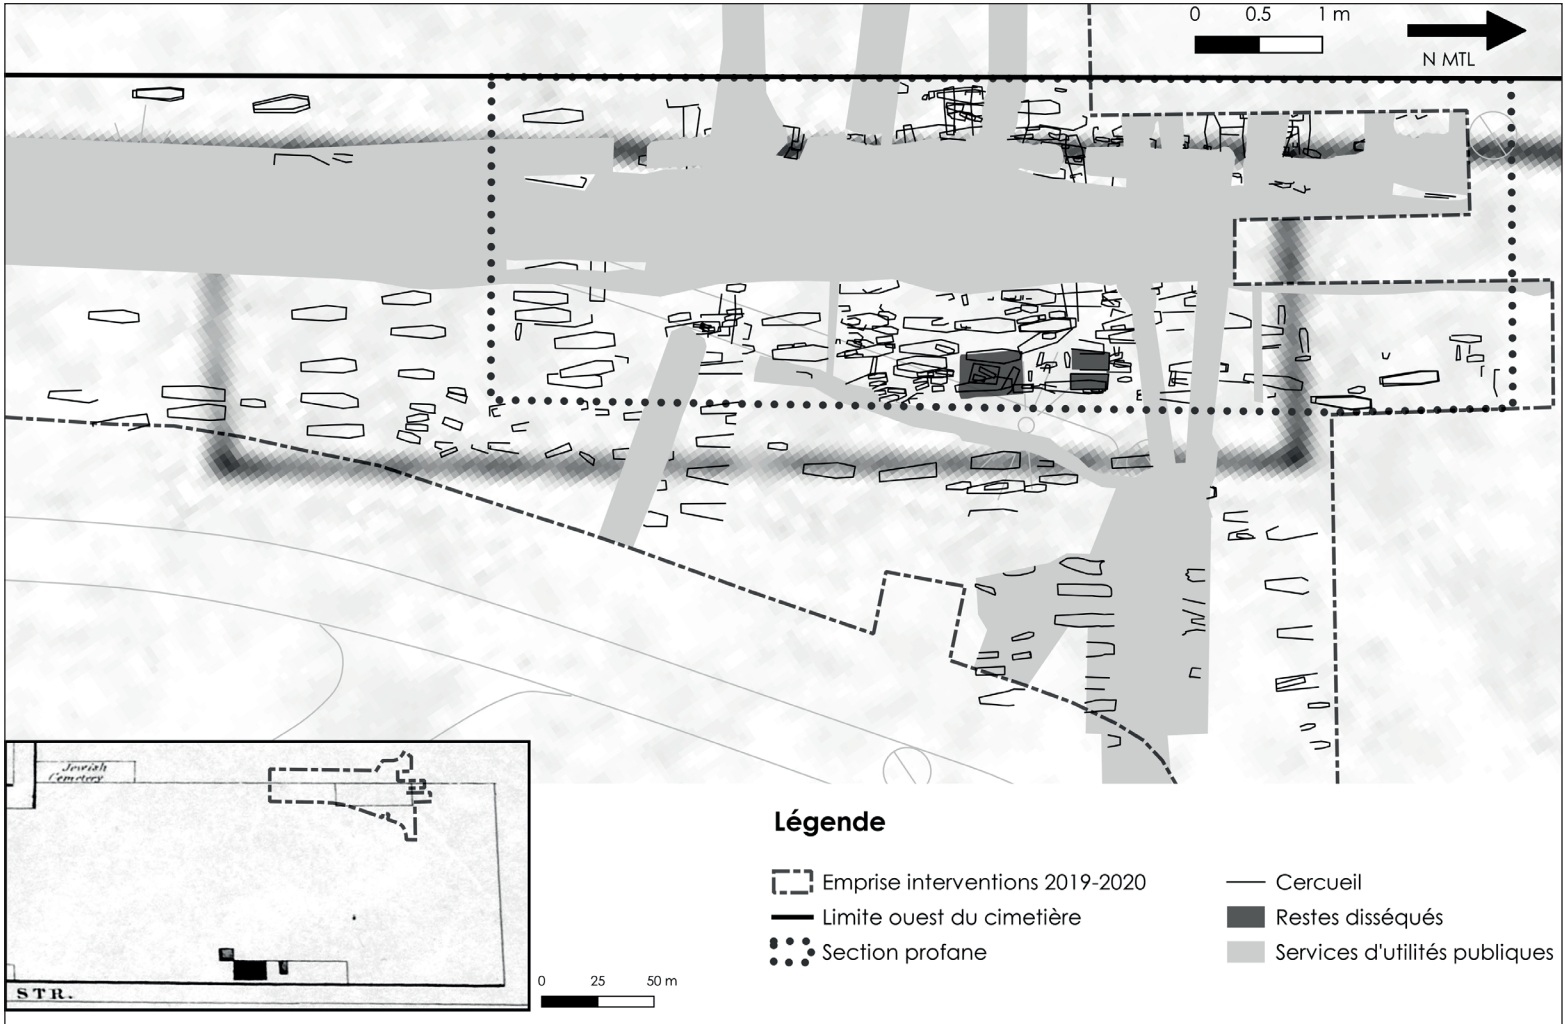 0 0.5 1 m
N MTL
Jewish
Cemetery
STR.
0 25 50 m
Légende
Emprise interventions 2019-2020
Limite ouest du cimetière
Section profane
Cercueil
Restes disséqués
Services d'utilités publiques